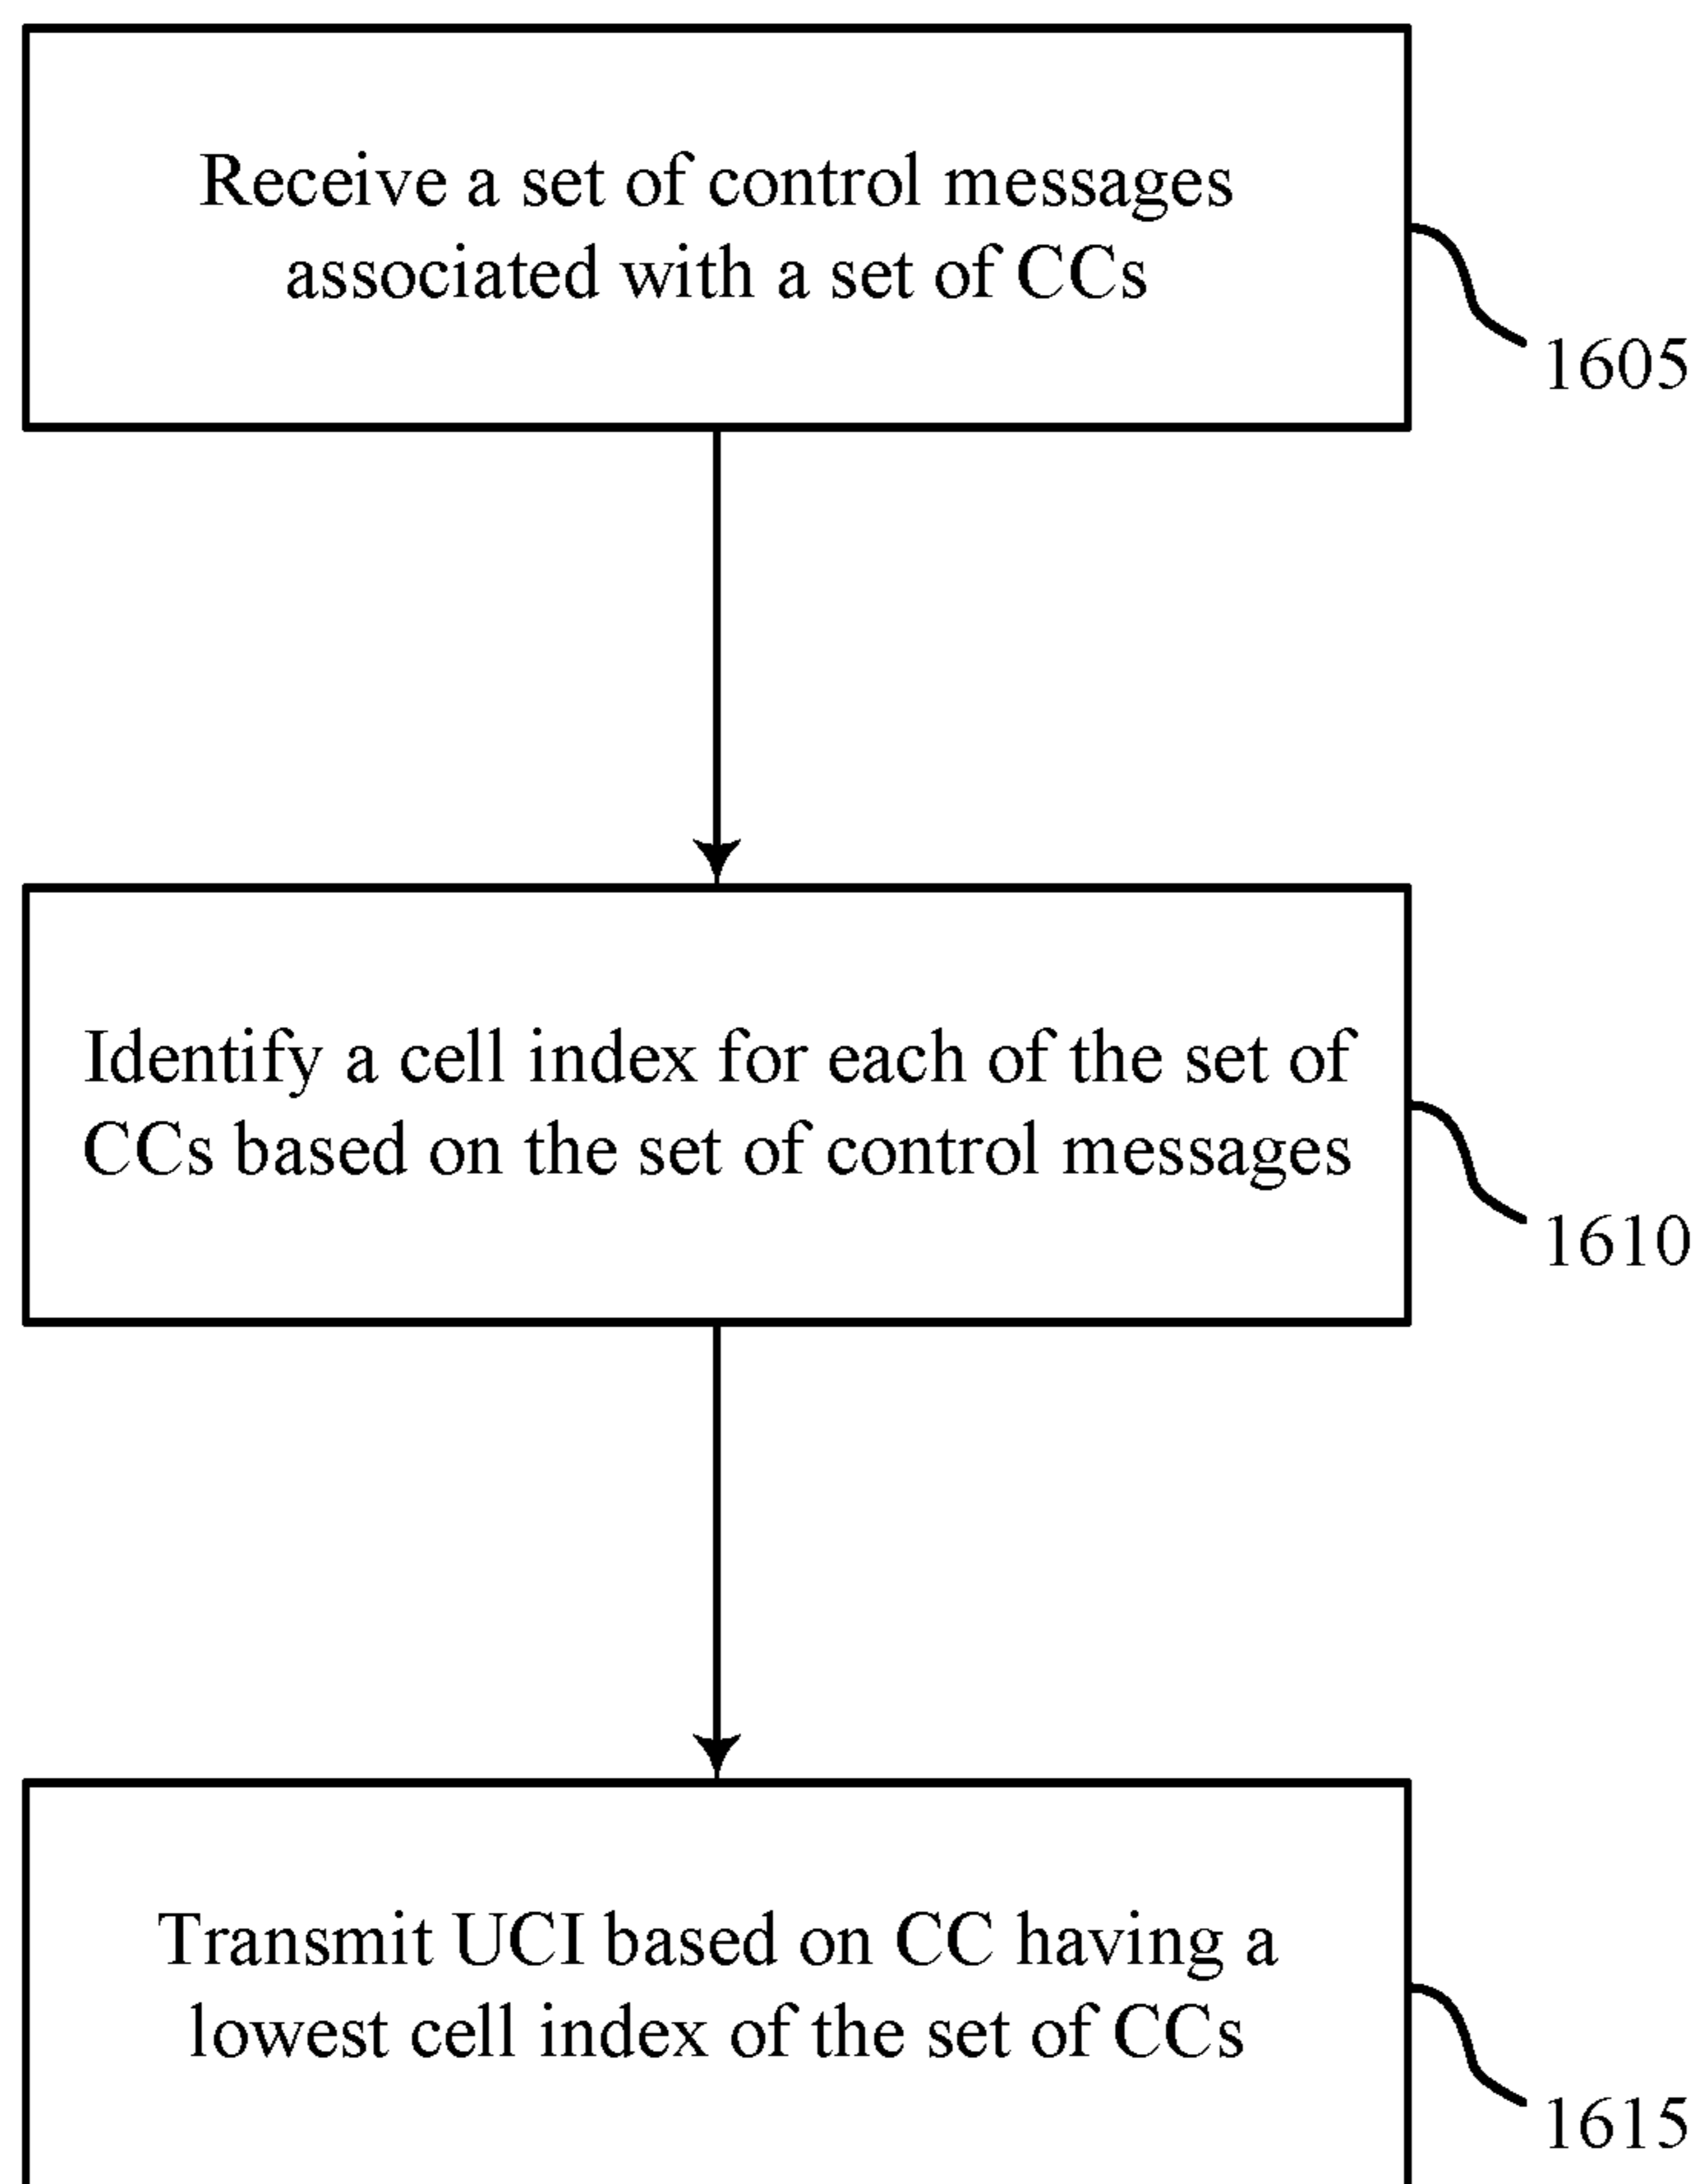 Receive a set of control messages
associated with a set of CCs
1605
Identify a cell index for each of the set of
CCs based on the set of control messages
1610
Transmit UCI based on CC having a
lowest cell index of the set of CCs
1615